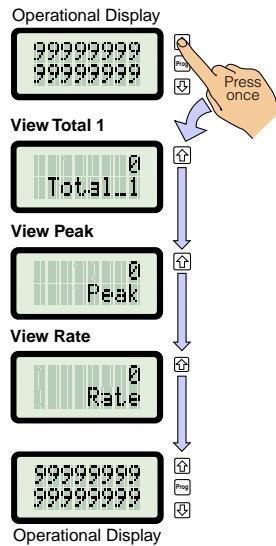 Operational Display
99999999
99999999
Prog
Press
once
View Total 1
0
Total_1
View Peak
0
Peak
View Rate
0
Rate
99999999
99999999
Prog
Operational Display